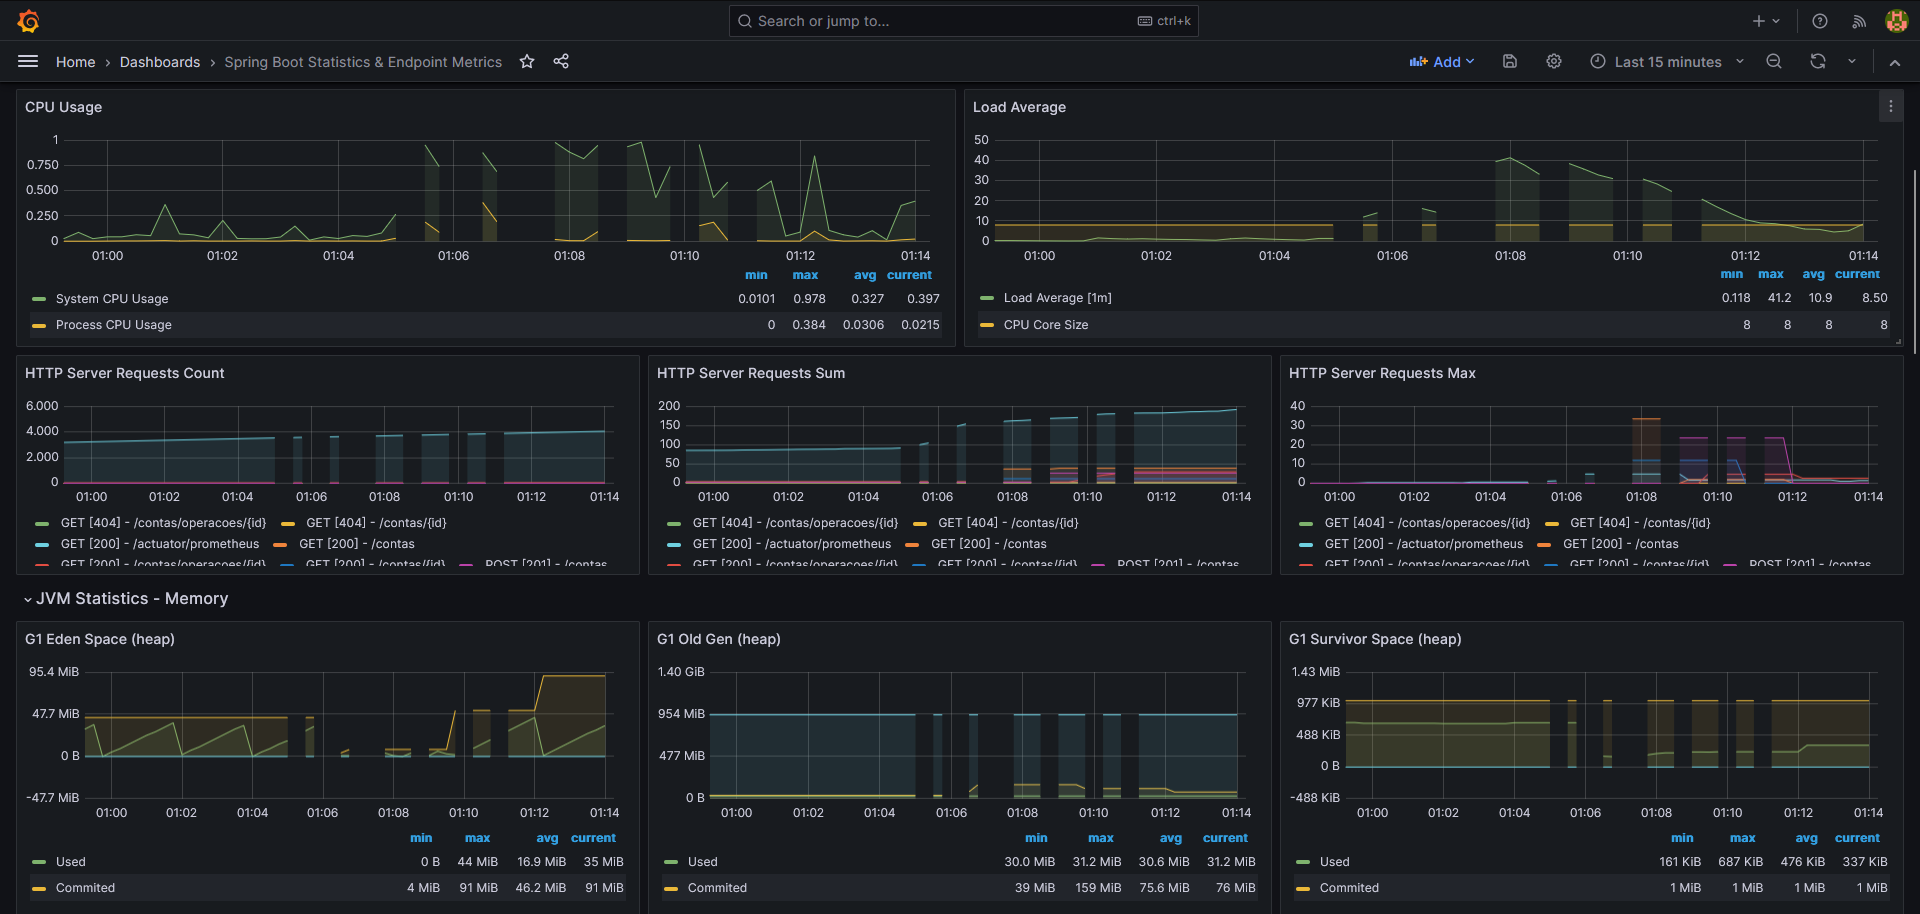 Search or jump to... ctrl+k
Home › Dashboards › Spring Boot Statistics & Endpoint Metrics
Add Last 15 minutes
CPU Usage
1
0.750
0.500
0.250
0
01:00 01:02 01:04 01:06 01:08 01:10 01:12 01:14
min max avg current
System CPU Usage 0.0101 0.978 0.327 0.397
Process CPU Usage 0 0.384 0.0306 0.0215
Load Average
50
40
30
20
10
0
01:00 01:02 01:04 01:06 01:08 01:10 01:12 01:14
min max avg current
Load Average [1m] 0.118 41.2 10.9 8.50
CPU Core Size 8 8 8 8
HTTP Server Requests Count
6.000
4.000
2.000
0
01:00 01:02 01:04 01:06 01:08 01:10 01:12 01:14
GET [404] - /contas/operacoes/{id} GET [404] - /contas/{id}
GET [200] - /actuator/prometheus GET [200] - /contas
GET [200] - /contas/operacoes/{id} GET [200] - /contas/{id} POST [201] - /contas
HTTP Server Requests Sum
200
150
100
50
0
01:00 01:02 01:04 01:06 01:08 01:10 01:12 01:14
GET [404] - /contas/operacoes/{id} GET [404] - /contas/{id}
GET [200] - /actuator/prometheus GET [200] - /contas
GET [200] - /contas/operacoes/{id} GET [200] - /contas/{id} POST [201] - /contas
HTTP Server Requests Max
40
30
20
10
0
01:00 01:02 01:04 01:06 01:08 01:10 01:12 01:14
GET [404] - /contas/operacoes/{id} GET [404] - /contas/{id}
GET [200] - /actuator/prometheus GET [200] - /contas
GET [200] - /contas/operacoes/{id} GET [200] - /contas/{id} POST [201] - /contas
JVM Statistics - Memory
G1 Eden Space (heap)
95.4 MiB
47.7 MiB
0 B
-47.7 MiB
01:00 01:02 01:04 01:06 01:08 01:10 01:12 01:14
min max avg current
Used 0 B 44 MiB 16.9 MiB 35 MiB
Commited 4 MiB 91 MiB 46.2 MiB 91 MiB
G1 Old Gen (heap)
1.40 GiB
954 MiB
477 MiB
0 B
01:00 01:02 01:04 01:06 01:08 01:10 01:12 01:14
min max avg current
Used 30.0 MiB 31.2 MiB 30.6 MiB 31.2 MiB
Commited 39 MiB 159 MiB 75.6 MiB 76 MiB
G1 Survivor Space (heap)
1.43 MiB
977 KiB
488 KiB
0 B
-488 KiB
01:00 01:02 01:04 01:06 01:08 01:10 01:12 01:14
min max avg current
Used 161 KiB 687 KiB 476 KiB 337 KiB
Commited 1 MiB 1 MiB 1 MiB 1 MiB